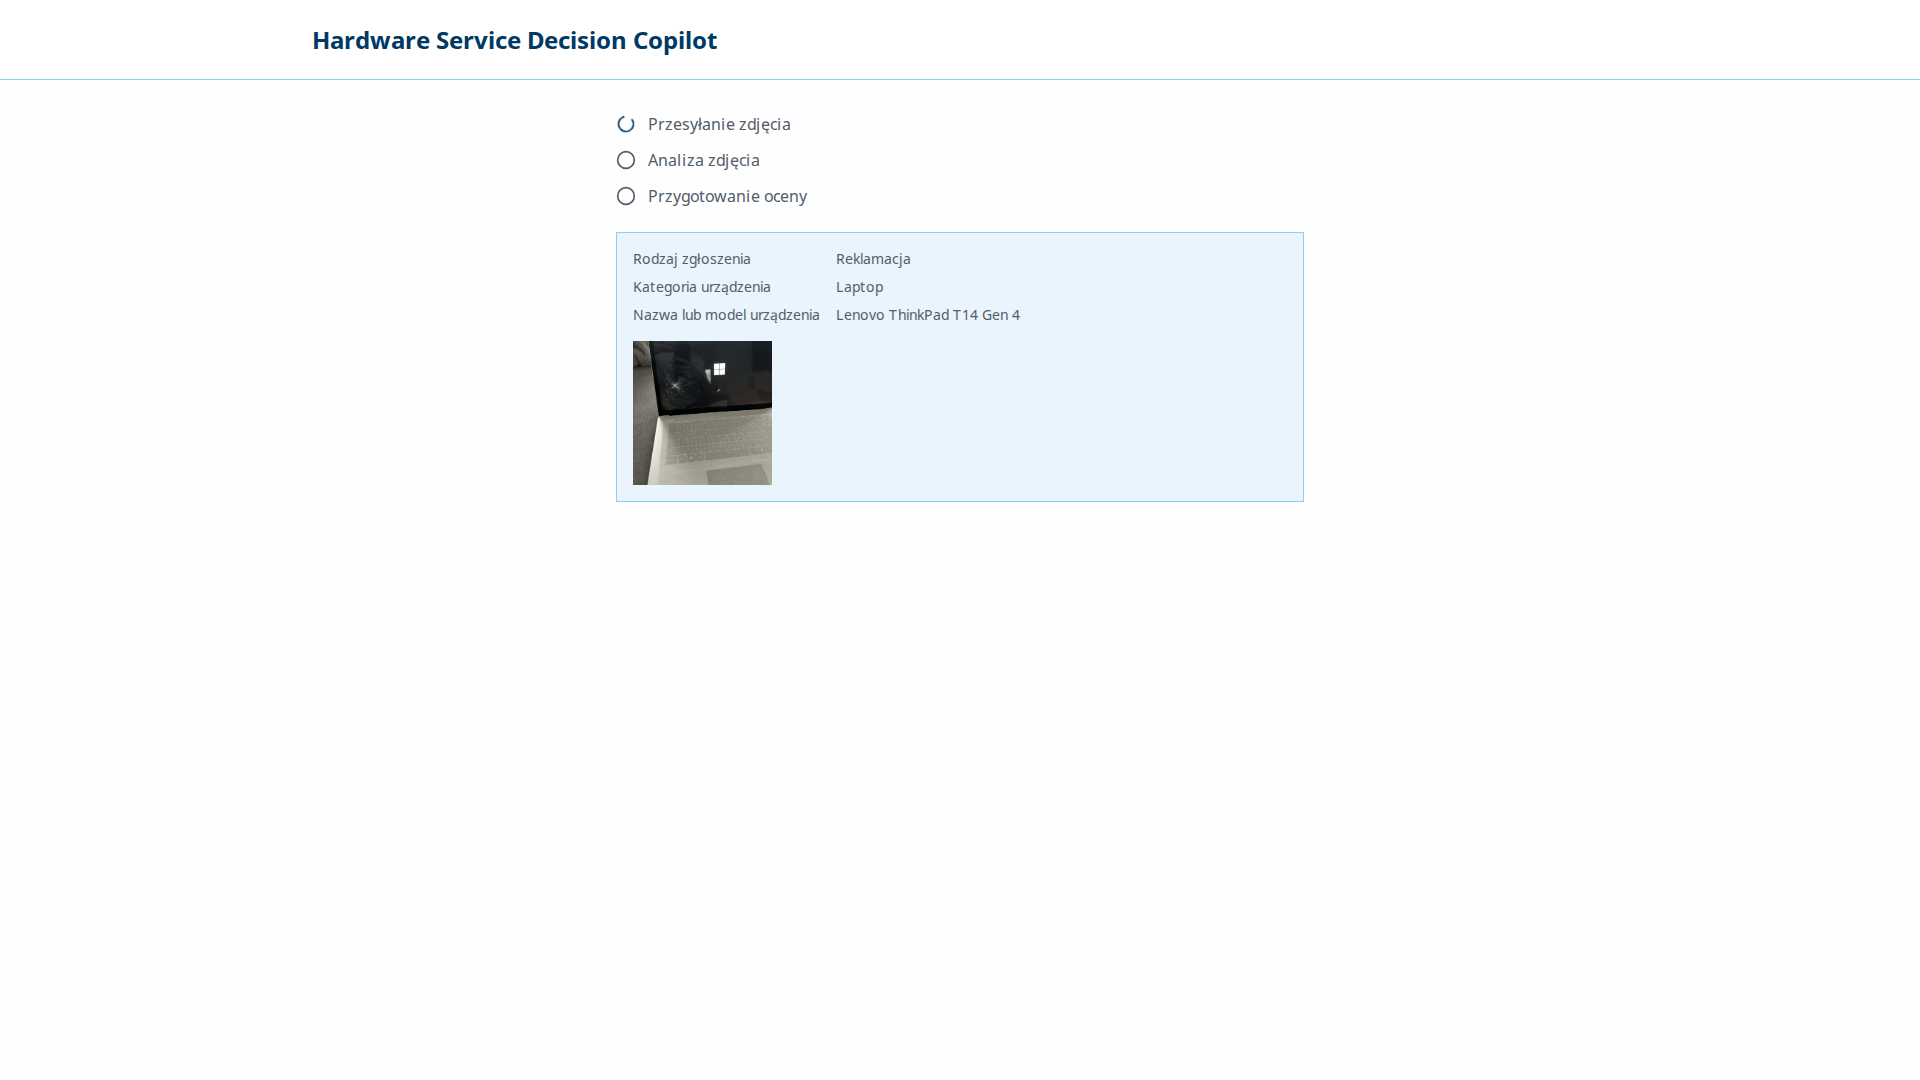 Hardware Service Decision Copilot
Przesyłanie zdjęcia
Analiza zdjęcia
Przygotowanie oceny
Rodzaj zgłoszenia Reklamacja
Kategoria urządzenia Laptop
Nazwa lub model urządzenia Lenovo ThinkPad T14 Gen 4